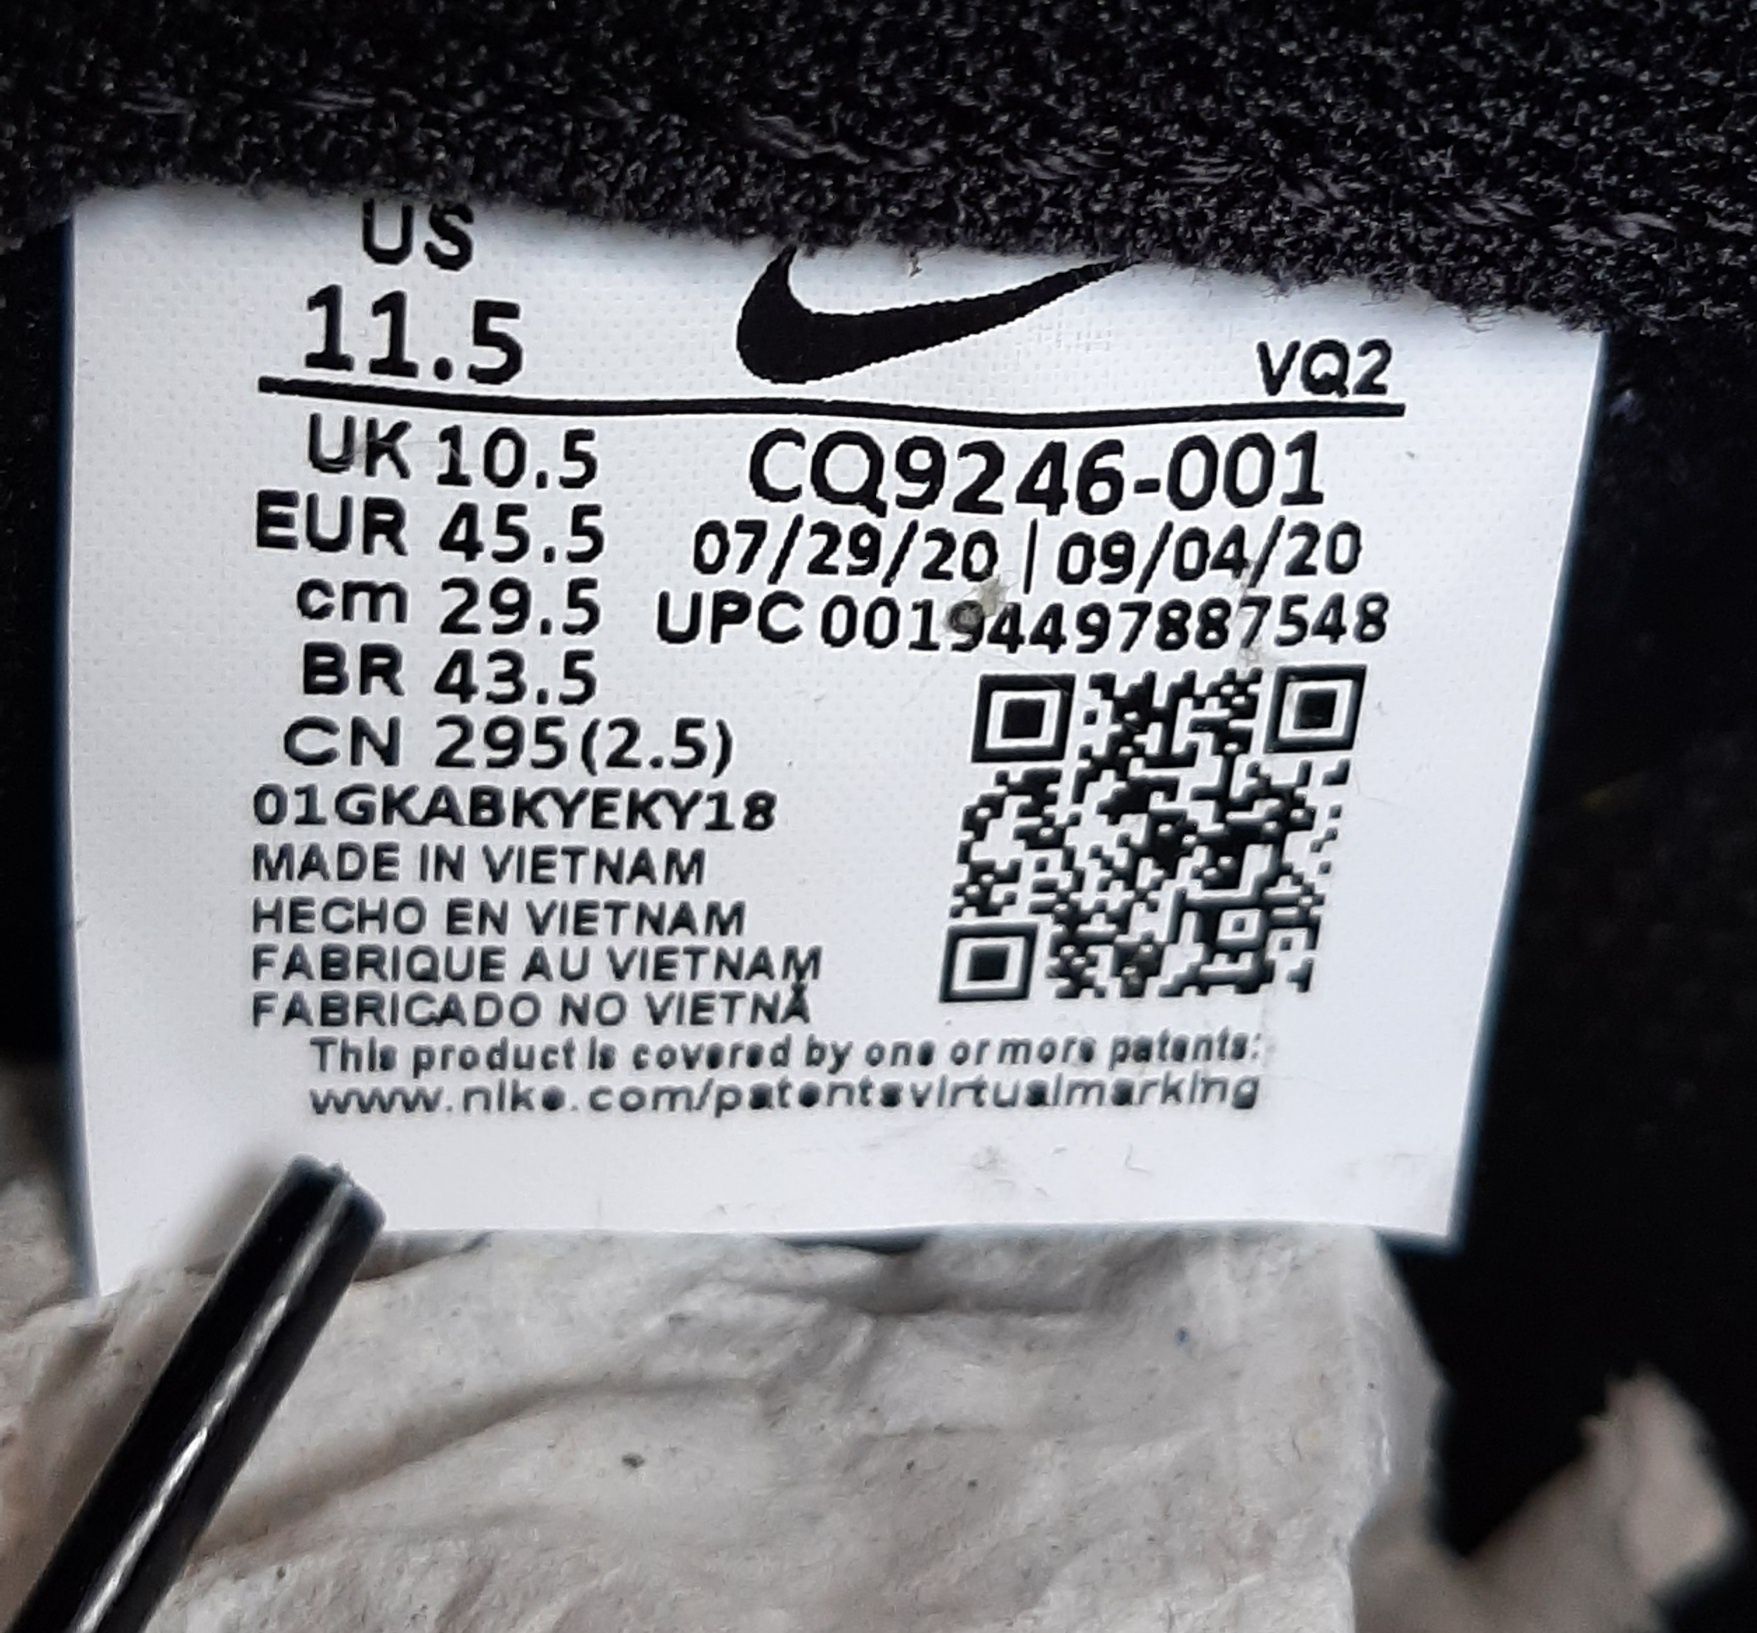 US
11.5
VQ2
UK 10.5
CQ9246-001
EUR 45.5
07/29/20 | 09/04/20
cm 29.5
UPC 00194497887548
BR 43.5
CN 295(2.5)
01GKABKYEKY18
MADE IN VIETNAM
HECHO EN VIETNAM
FABRIQUE AU VIETNAM
FABRICADO NO VIETNÃ
This product is covered by one or more patents:
www.nike.com/patentsvirtualmarking